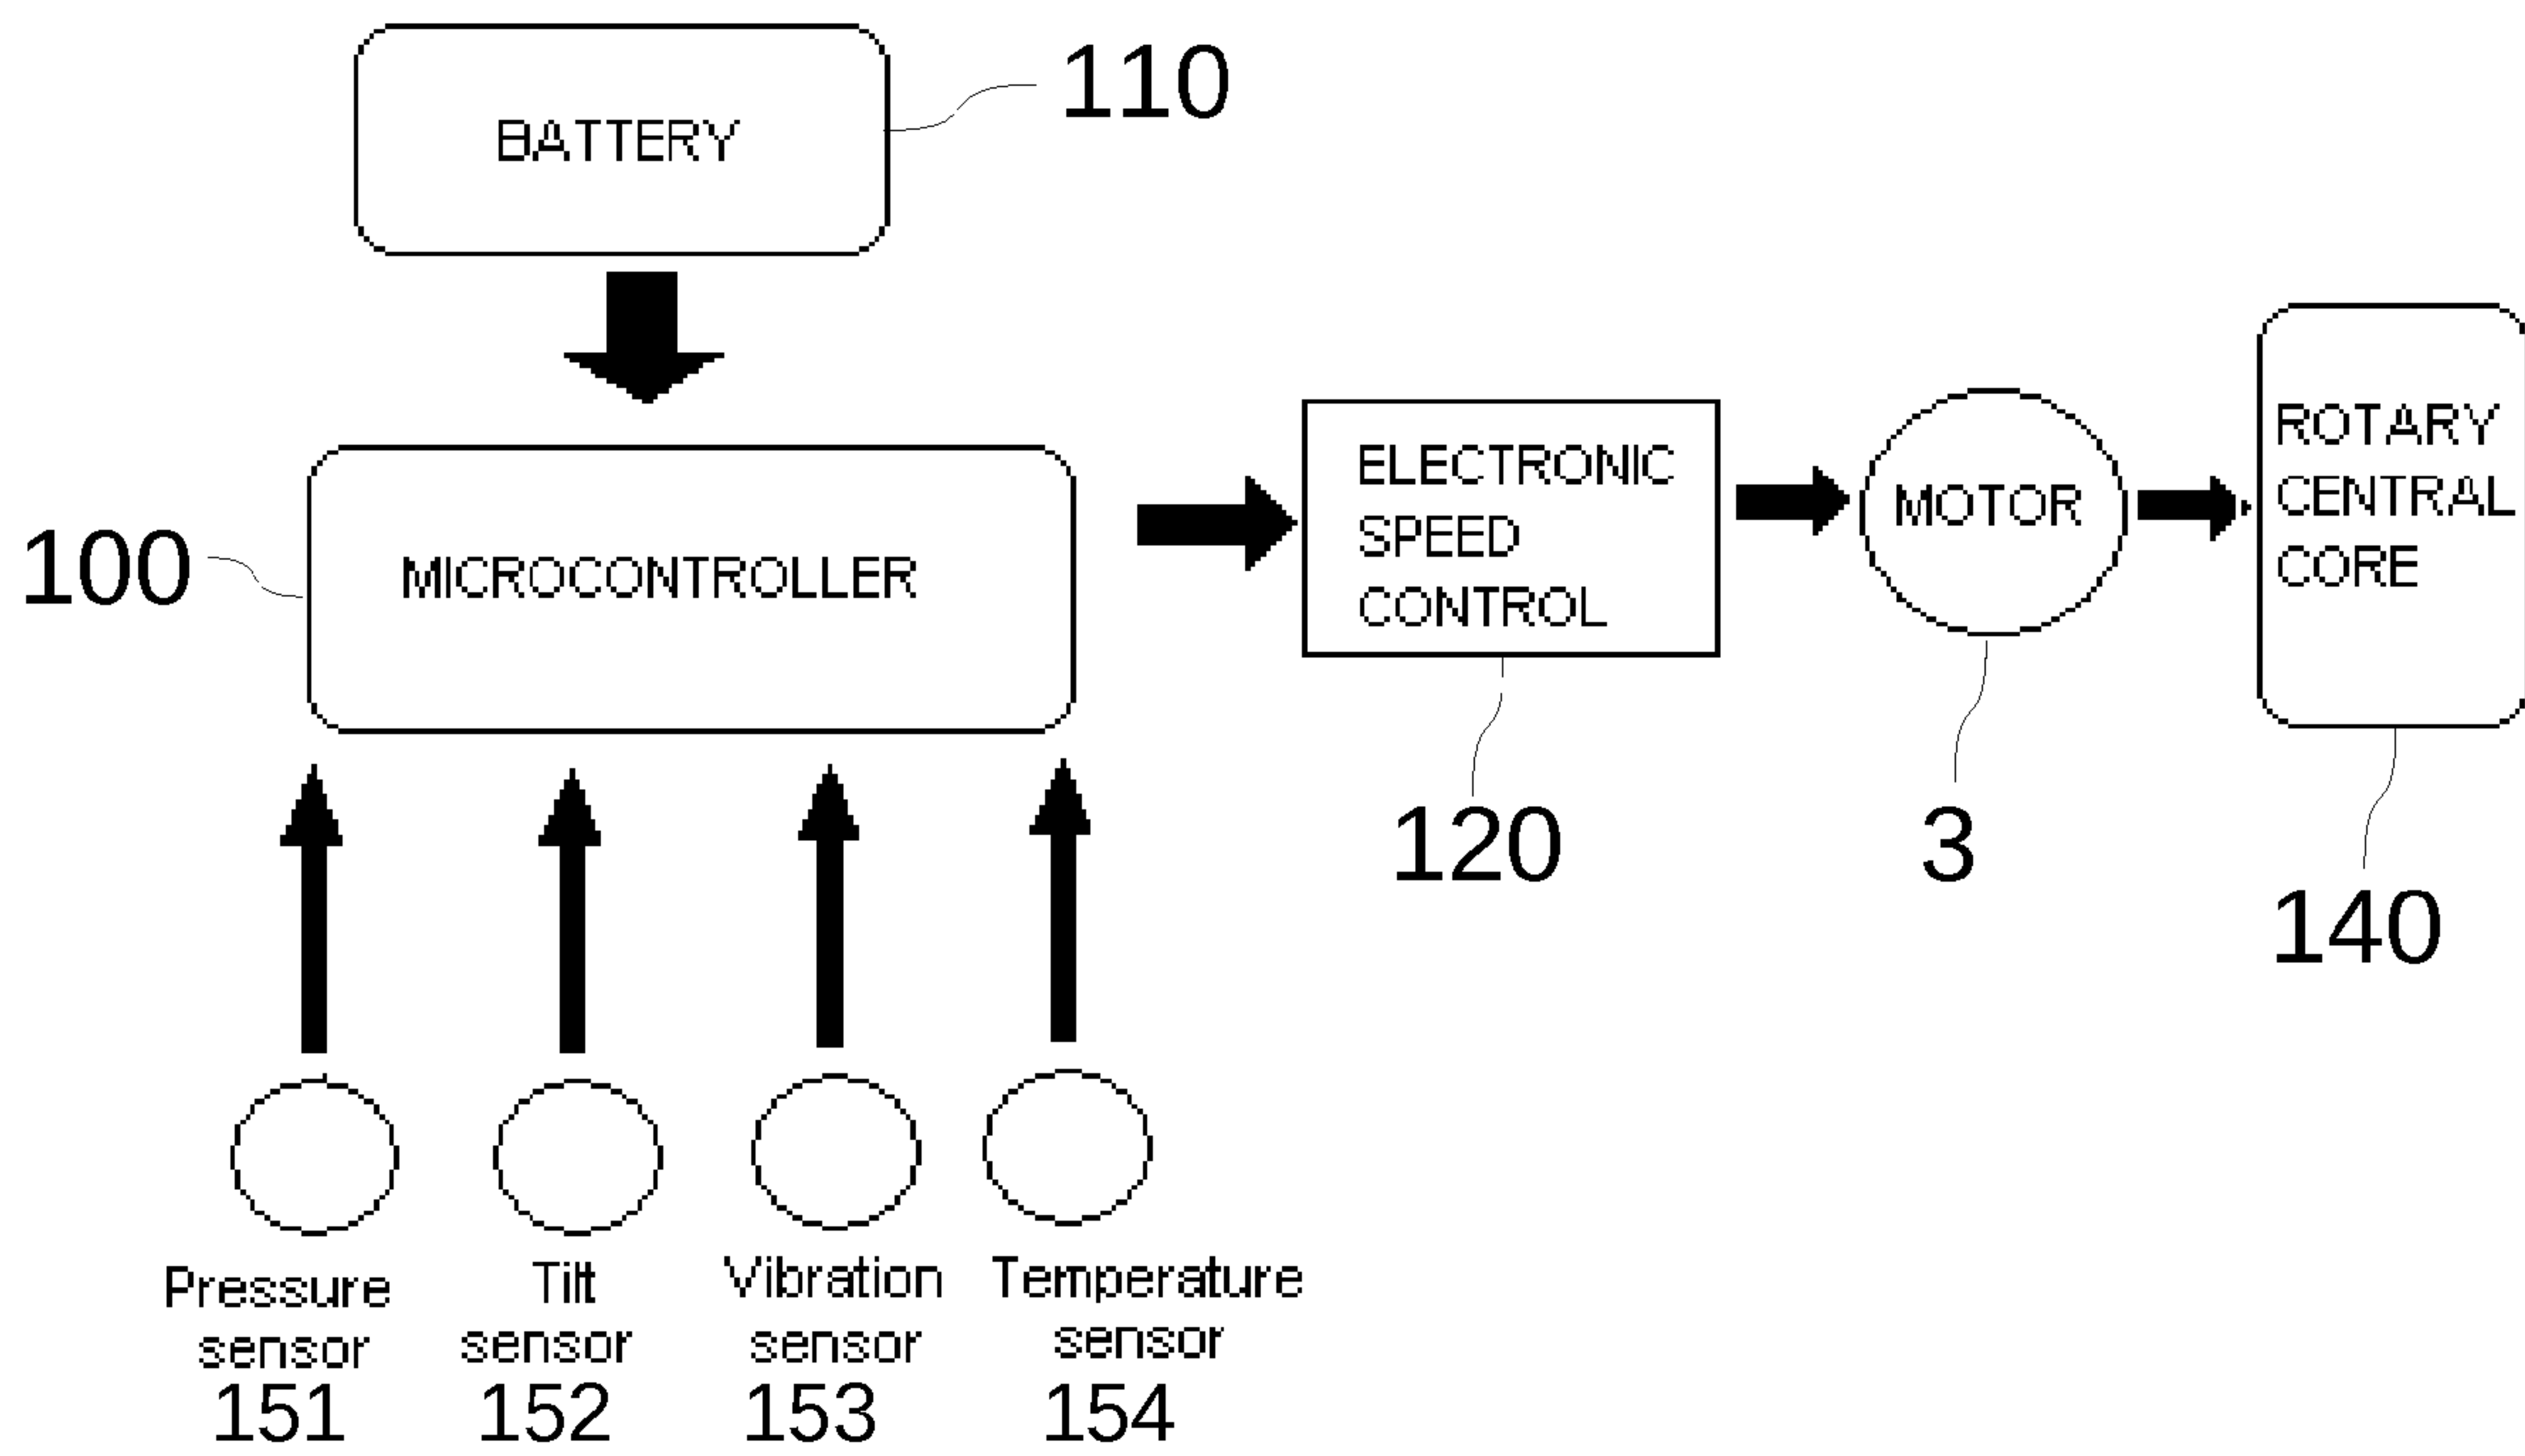 BATTERY
110
100
MICROCONTROLLER
ELECTRONIC
SPEED
CONTROL
120
MOTOR
3
ROTARY
CENTRAL
CORE
140
Pressure
sensor
151
Tilt
sensor
152
Vibration
sensor
153
Temperature
sensor
154